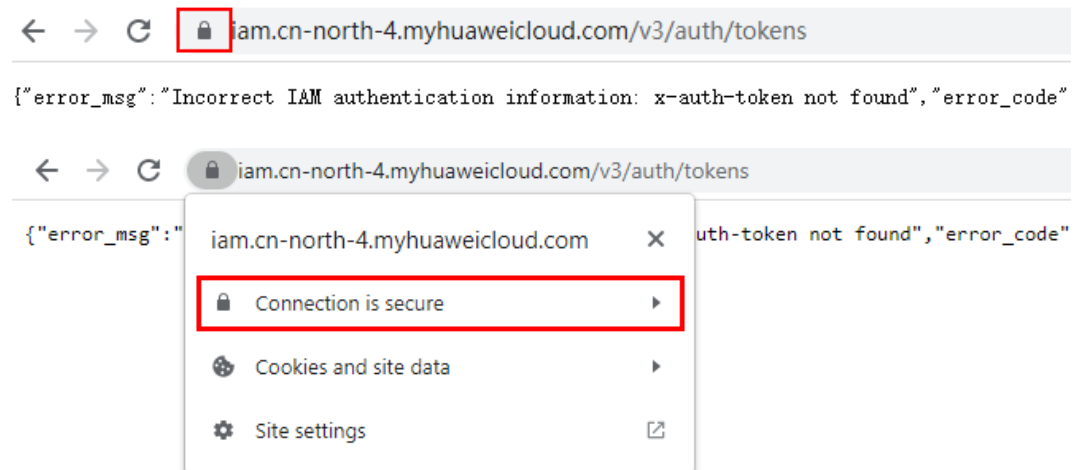 iam.cn-north-4.myhuaweicloud.com/v3/auth/tokens
{"error_msg":"Incorrect IAM authentication information: x-auth-token not found","error_code"
iam.cn-north-4.myhuaweicloud.com/v3/auth/tokens
{"error_msg":" uth-token not found","error_code"
iam.cn-north-4.myhuaweicloud.com
Connection is secure
Cookies and site data
Site settings